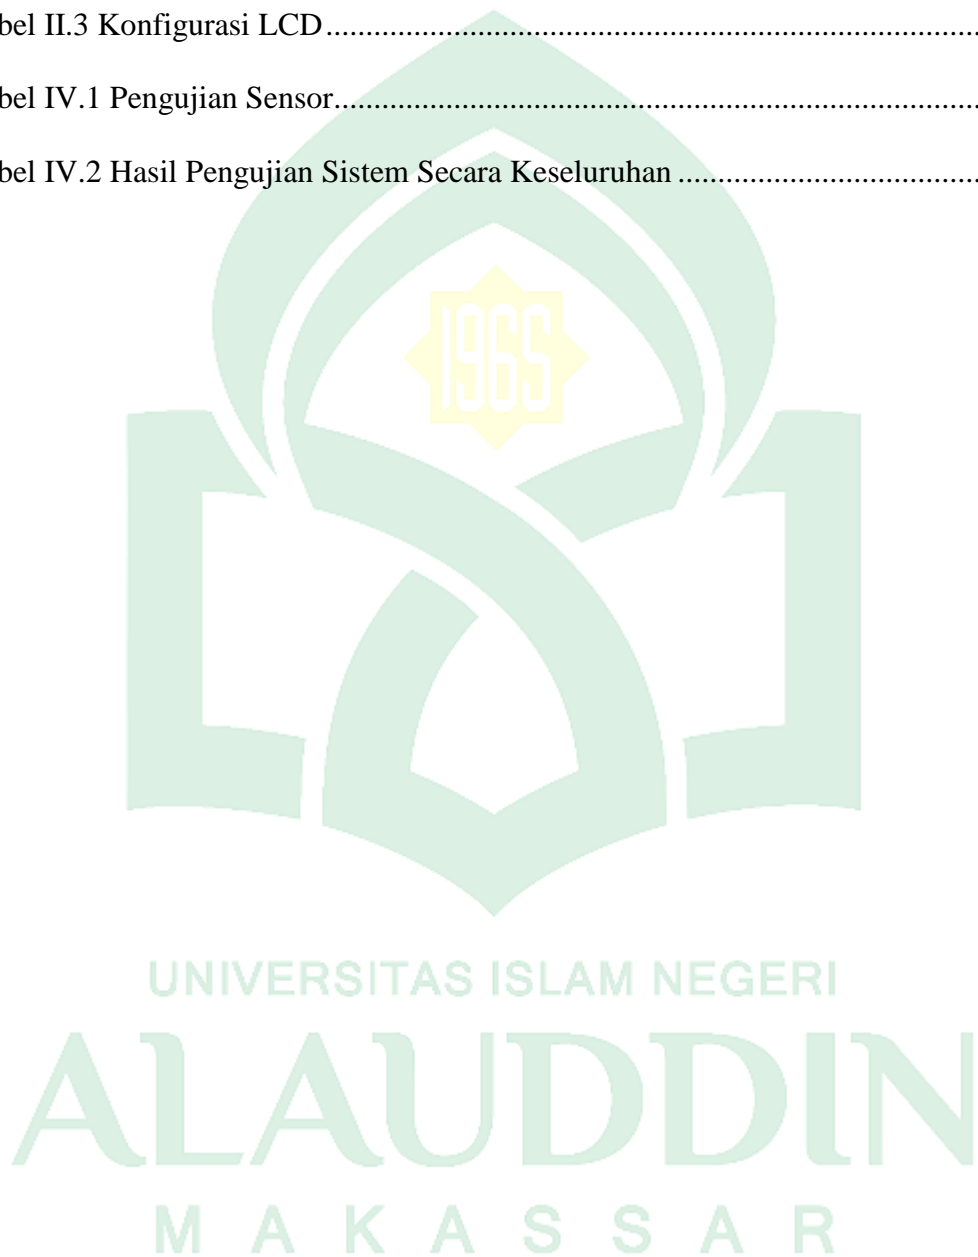 bel II.3 Konfigurasi LCD................................................................................
bel IV.1 Pengujian Sensor................................................................................
bel IV.2 Hasil Pengujian Sistem Secara Keseluruhan .....................................
1965
UNIVERSITAS ISLAM NEGERI
ALAUDDIN
MAKASSAR